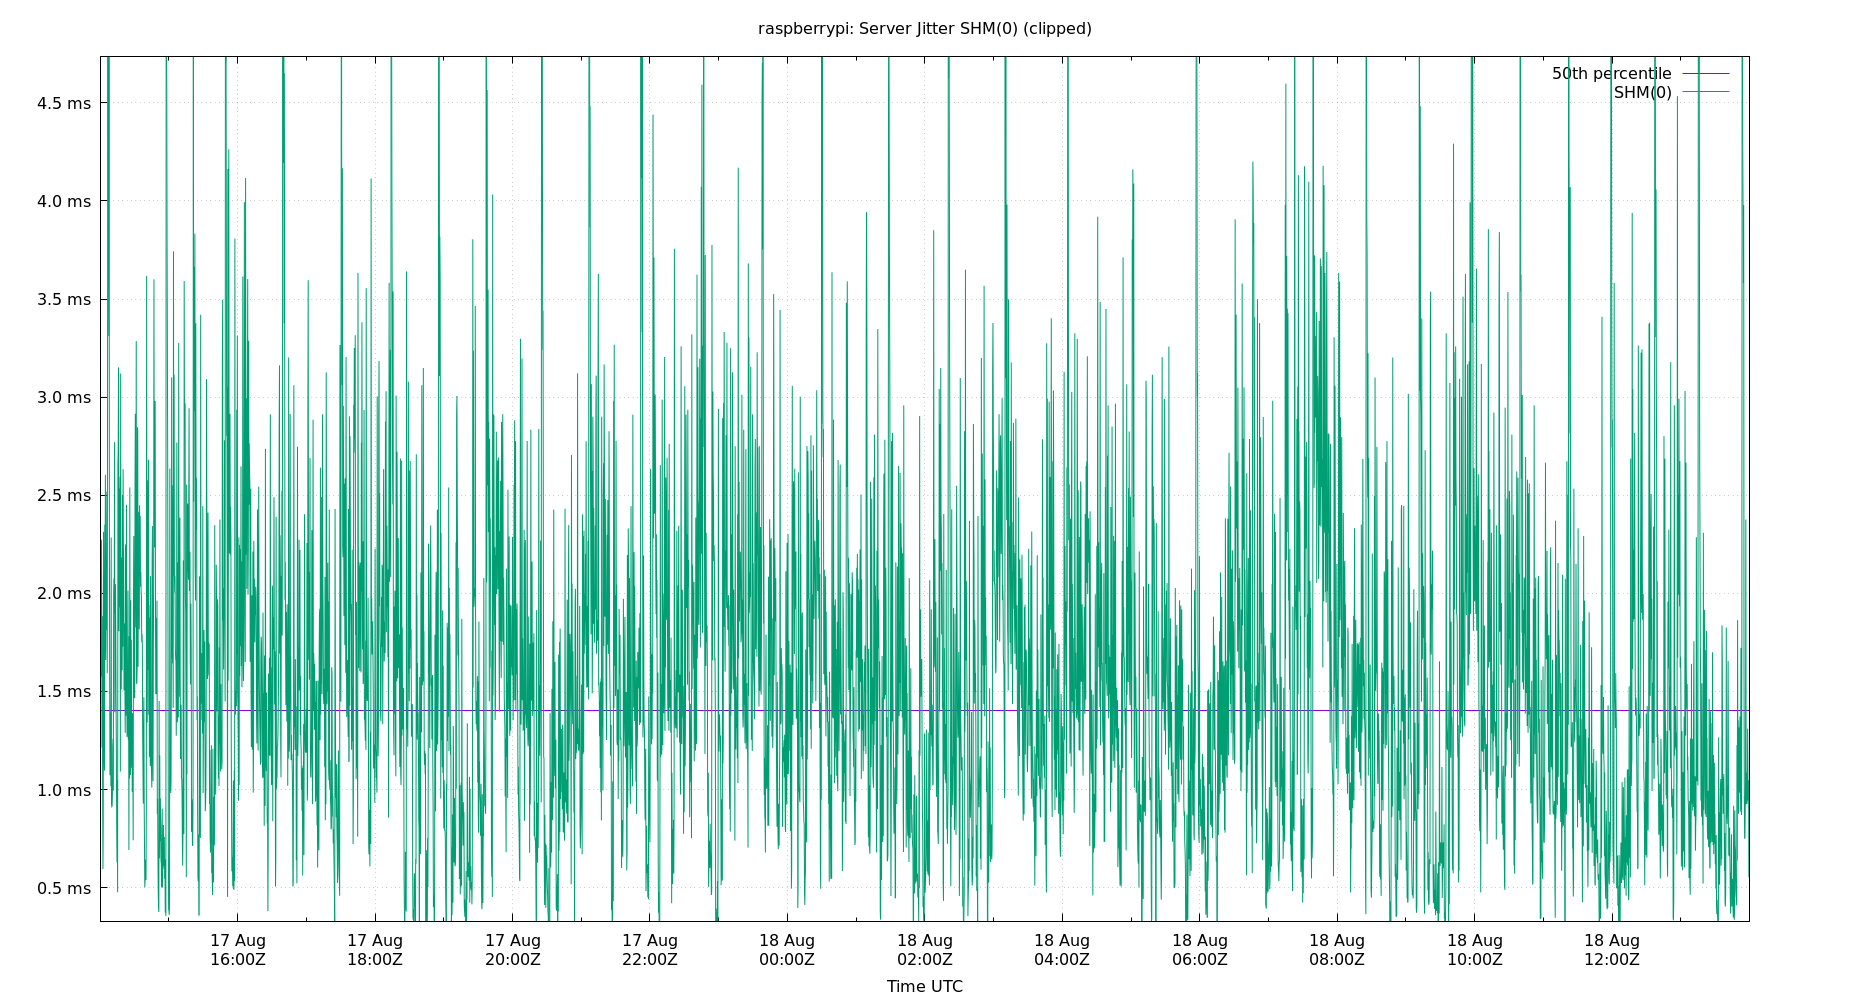 raspberrypi: Server Jitter SHM(0) (clipped)
50th percentile
SHM(0)
4.5 ms
4.0 ms
3.5 ms
3.0 ms
2.5 ms
2.0 ms
1.5 ms
1.0 ms
0.5 ms
17 Aug 17 Aug 17 Aug 17 Aug 18 Aug 18 Aug 18 Aug 18 Aug 18 Aug 18 Aug 18 Aug
16:00Z 18:00Z 20:00Z 22:00Z 00:00Z 02:00Z 04:00Z 06:00Z 08:00Z 10:00Z 12:00Z
Time UTC